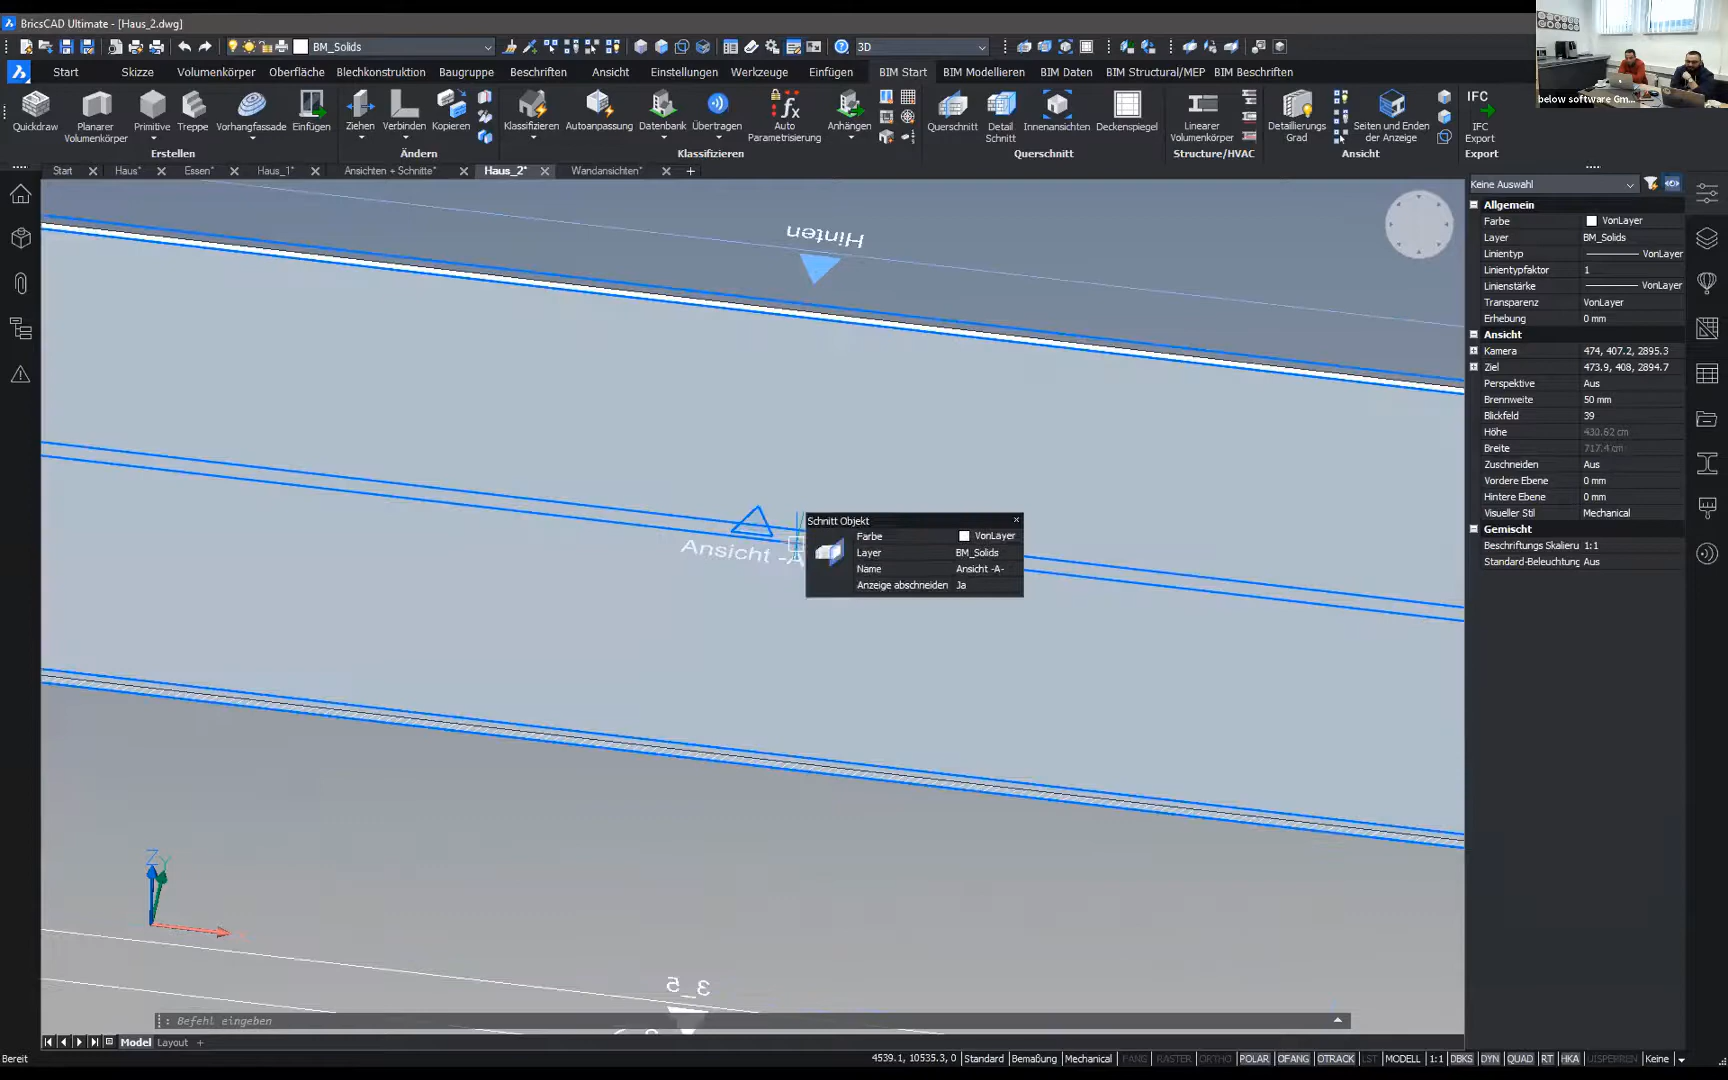 BricsCAD Ultimate - [Haus_2.dwg]
BM_Solids
3D
Start Skizze Volumenkörper Oberfläche Blechkonstruktion Baugruppe Beschriften Ansicht Einstellungen Werkzeuge Einfügen BIM Start BIM Modellieren BIM Daten BIM Structural/MEP BIM Beschriften
below software Gm...
Quickdraw
Planarer Volumenkörper
Primitive
Treppe
Vorhangfassade
Einfügen
Erstellen
Ziehen
Verbinden
Kopieren
Ändern
Klassifizieren
Autoanpassung
Datenbank
Übertragen
Auto Parametrisierung
Anhängen
Klassifizieren
Querschnitt
Detail Schnitt
Innenansichten
Deckenspiegel
Querschnitt
Linearer Volumenkörper
Structure/HVAC
Detaillierungs Grad
Seiten und Enden der Anzeige
Ansicht
IFC
IFC Export
Export
Start Haus* Essen* Haus_1* Ansichten + Schnitte* Haus_2* Wandansichten*
Hinten
Ansicht -A
Schnitt Objekt
Farbe VonLayer
Layer BM_Solids
Name Ansicht -A-
Anzeige abschneiden Ja
Z
Y
3_5
Keine Auswahl
Allgemein
Farbe VonLayer
Layer BM_Solids
Linientyp VonLayer
Linientypfaktor 1
Linienstärke VonLayer
Transparenz VonLayer
Erhebung 0 mm
Ansicht
Kamera 474, 407.2, 2895.3
Ziel 473.9, 408, 2894.7
Perspektive Aus
Brennweite 50 mm
Blickfeld 39
Höhe 430.62 cm
Breite 717.4 cm
Zuschneiden Aus
Vordere Ebene 0 mm
Hintere Ebene 0 mm
Visueller Stil Mechanical
Gemischt
Beschriftungs Skalieru 1:1
Standard-Beleuchtung Aus
: Befehl eingeben
Model Layout +
Bereit
4539.1, 10535.3, 0 Standard Bemaßung Mechanical FANG RASTER ORTHO POLAR OFANG OTRACK LST MODELL 1:1 DBKS DYN QUAD RT HKA UISPERREN Keine